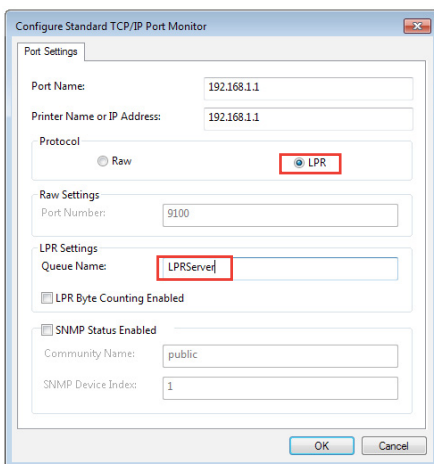 Configure Standard TCP/IP Port Monitor
Port Settings
Port Name: 192.168.1.1
Printer Name or IP Address: 192.168.1.1
Protocol
Raw LPR
Raw Settings
Port Number: 9100
LPR Settings
Queue Name: LPRServer
LPR Byte Counting Enabled
SNMP Status Enabled
Community Name: public
SNMP Device Index: 1
OK Cancel